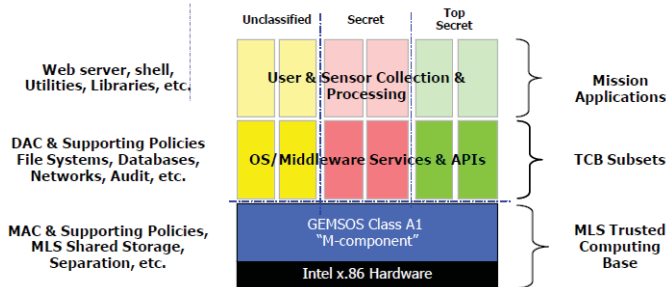 Unclassified
Secret
Top
Secret
Web server, shell,
Utilities, Libraries, etc.
User & Sensor Collection &
Processing
Mission
Applications
DAC & Supporting Policies
File Systems, Databases,
Networks, Audit, etc.
OS/Middleware Services & APIs
TCB Subsets
MAC & Supporting Policies,
MLS Shared Storage,
Separation, etc.
GEMSOS Class A1
“M-component”
Intel x.86 Hardware
MLS Trusted
Computing
Base